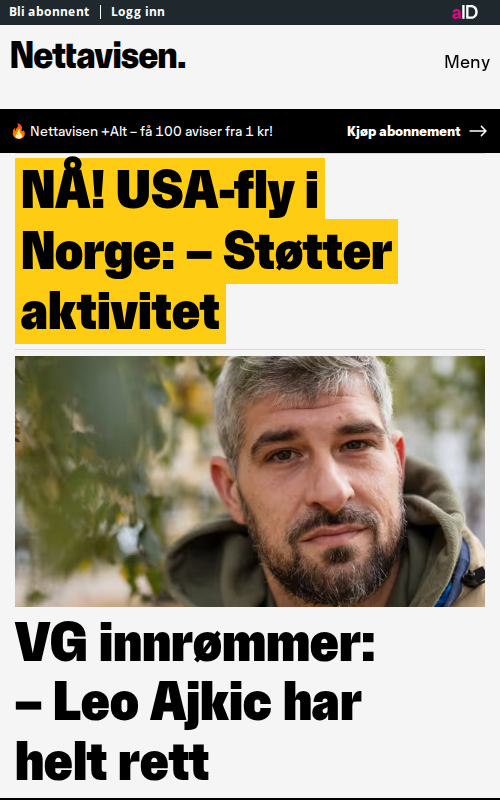 Bli abonnent | Logg inn
aID
Nettavisen.
Meny
🔥 Nettavisen +Alt – få 100 aviser fra 1 kr!
Kjøp abonnement →
NÅ! USA-fly i
Norge: – Støtter
aktivitet
VG innrømmer:
– Leo Ajkic har
helt rett